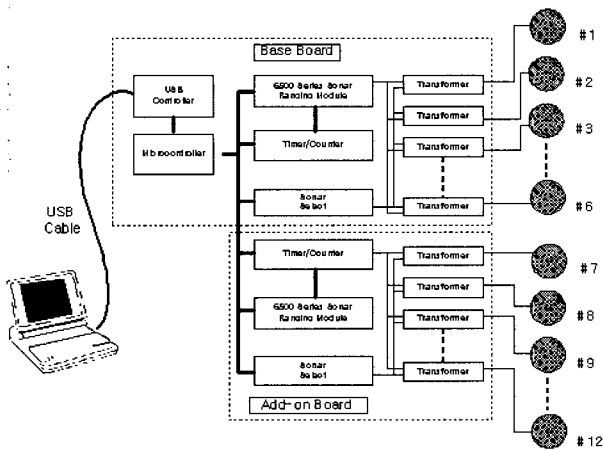 Base Board
USB
Controller
Microcontroller
6500 Series Sonar
Ranging Module
Timer/Counter
Sonar
Select
Transformer
Transformer
Transformer
Transformer
#1
#2
#3
#6
USB
Cable
Timer/Counter
6500 Series Sonar
Ranging Module
Sonar
Select
Transformer
Transformer
Transformer
Transformer
#7
#8
#9
#12
Add-on Board